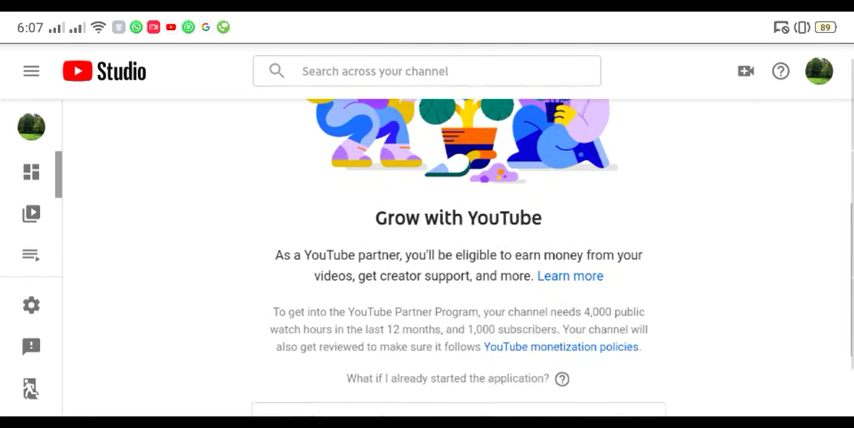 6:07
89
Studio
Search across your channel
Grow with YouTube
As a YouTube partner, you'll be eligible to earn money from your
videos, get creator support, and more. Learn more
To get into the YouTube Partner Program, your channel needs 4,000 public
watch hours in the last 12 months, and 1,000 subscribers. Your channel will
also get reviewed to make sure it follows YouTube monetization policies.
What if I already started the application?